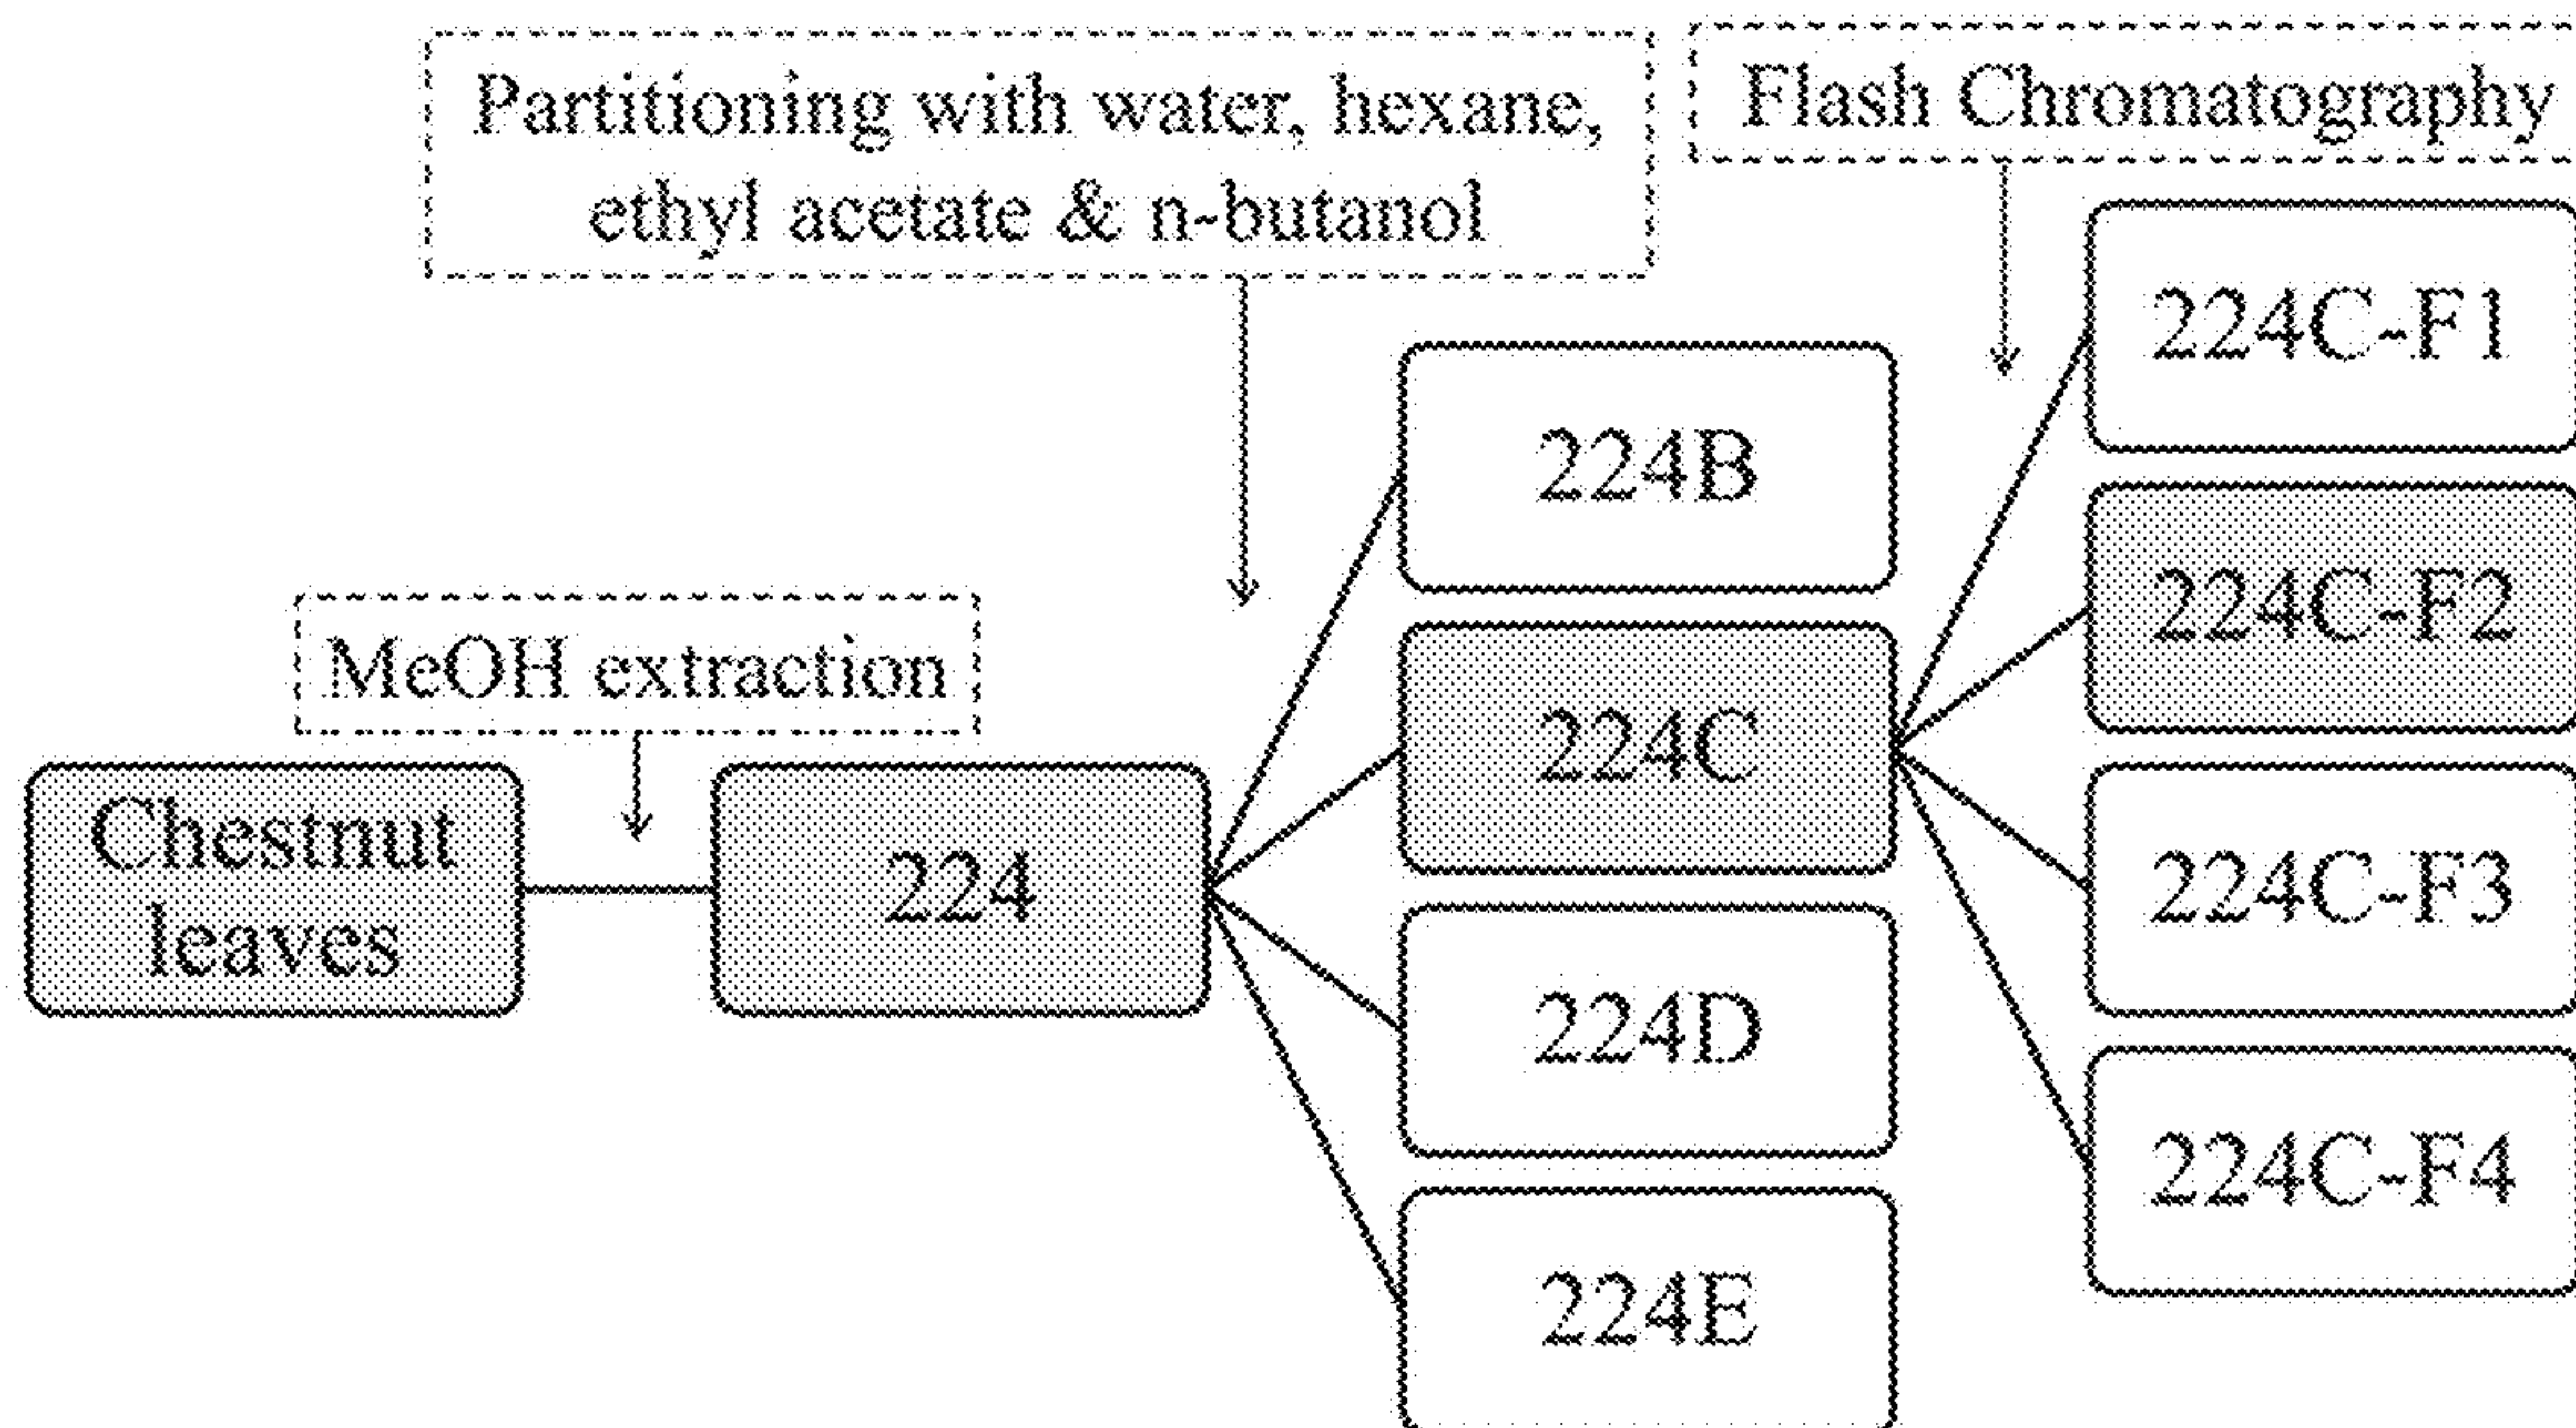 Partitioning with water, hexane,
ethyl acetate & n-butanol
Flash Chromatography
MeOH extraction
Chestnut
leaves
224
224B
224C
224D
224E
224C-F1
224C-F2
224C-F3
224C-F4